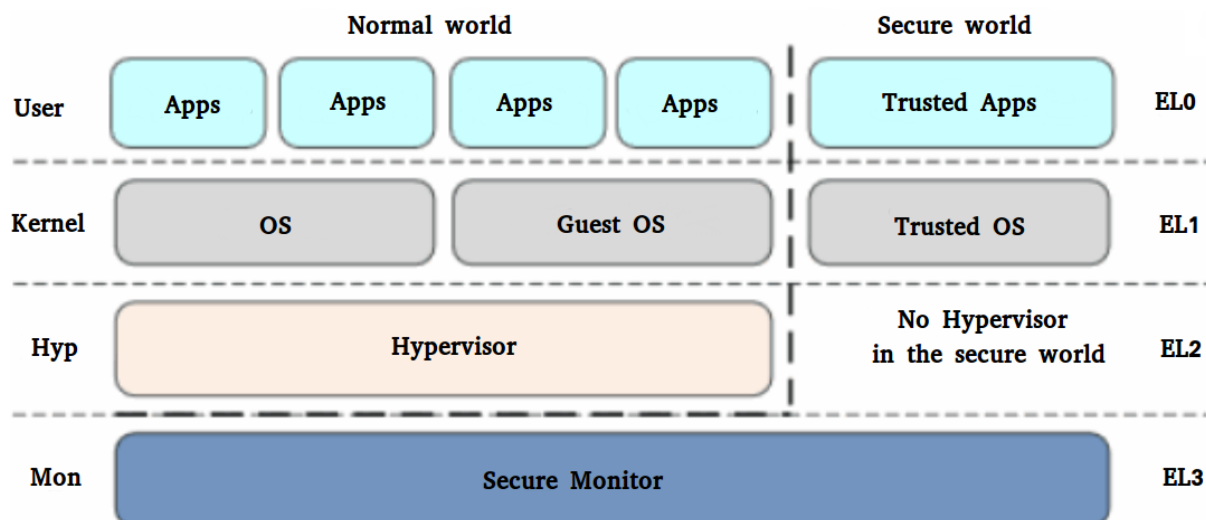 Normal world
Secure world
User
Apps
Apps
Apps
Apps
Trusted Apps
EL0
Kernel
OS
Guest OS
Trusted OS
EL1
Hyp
Hypervisor
No Hypervisor
in the secure world
EL2
Mon
Secure Monitor
EL3